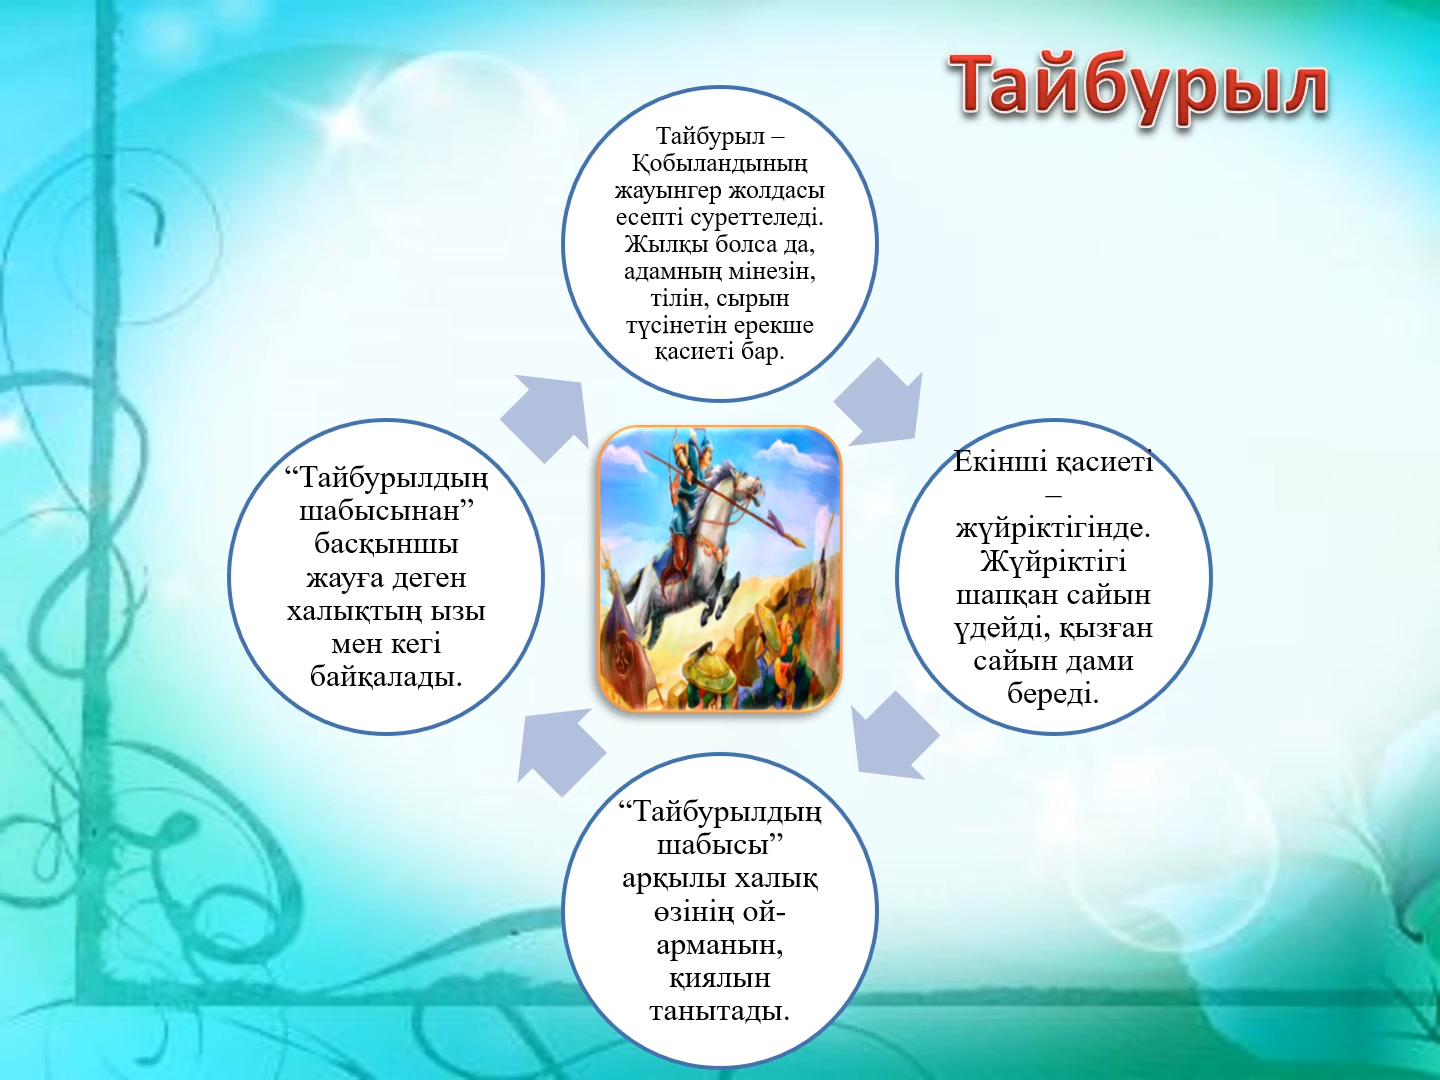 Тайбурыл
Тайбурыл –
Қобыландының
жауынгер жолдасы
есепті суреттеледі.
Жылқы болса да,
адамның мінезін,
тілін, сырын
түсінетін ерекше
қасиеті бар.
Екінші қасиеті
–
жүйріктігінде.
Жүйріктігі
шапқан сайын
үдейді, қызған
сайын дами
береді.
“Тайбурылдың
шабысы”
арқылы халық
өзінің ой-
арманын,
қиялын
танытады.
“Тайбурылдың
шабысынан”
басқыншы
жауға деген
халықтың ызы
мен кегі
байқалады.